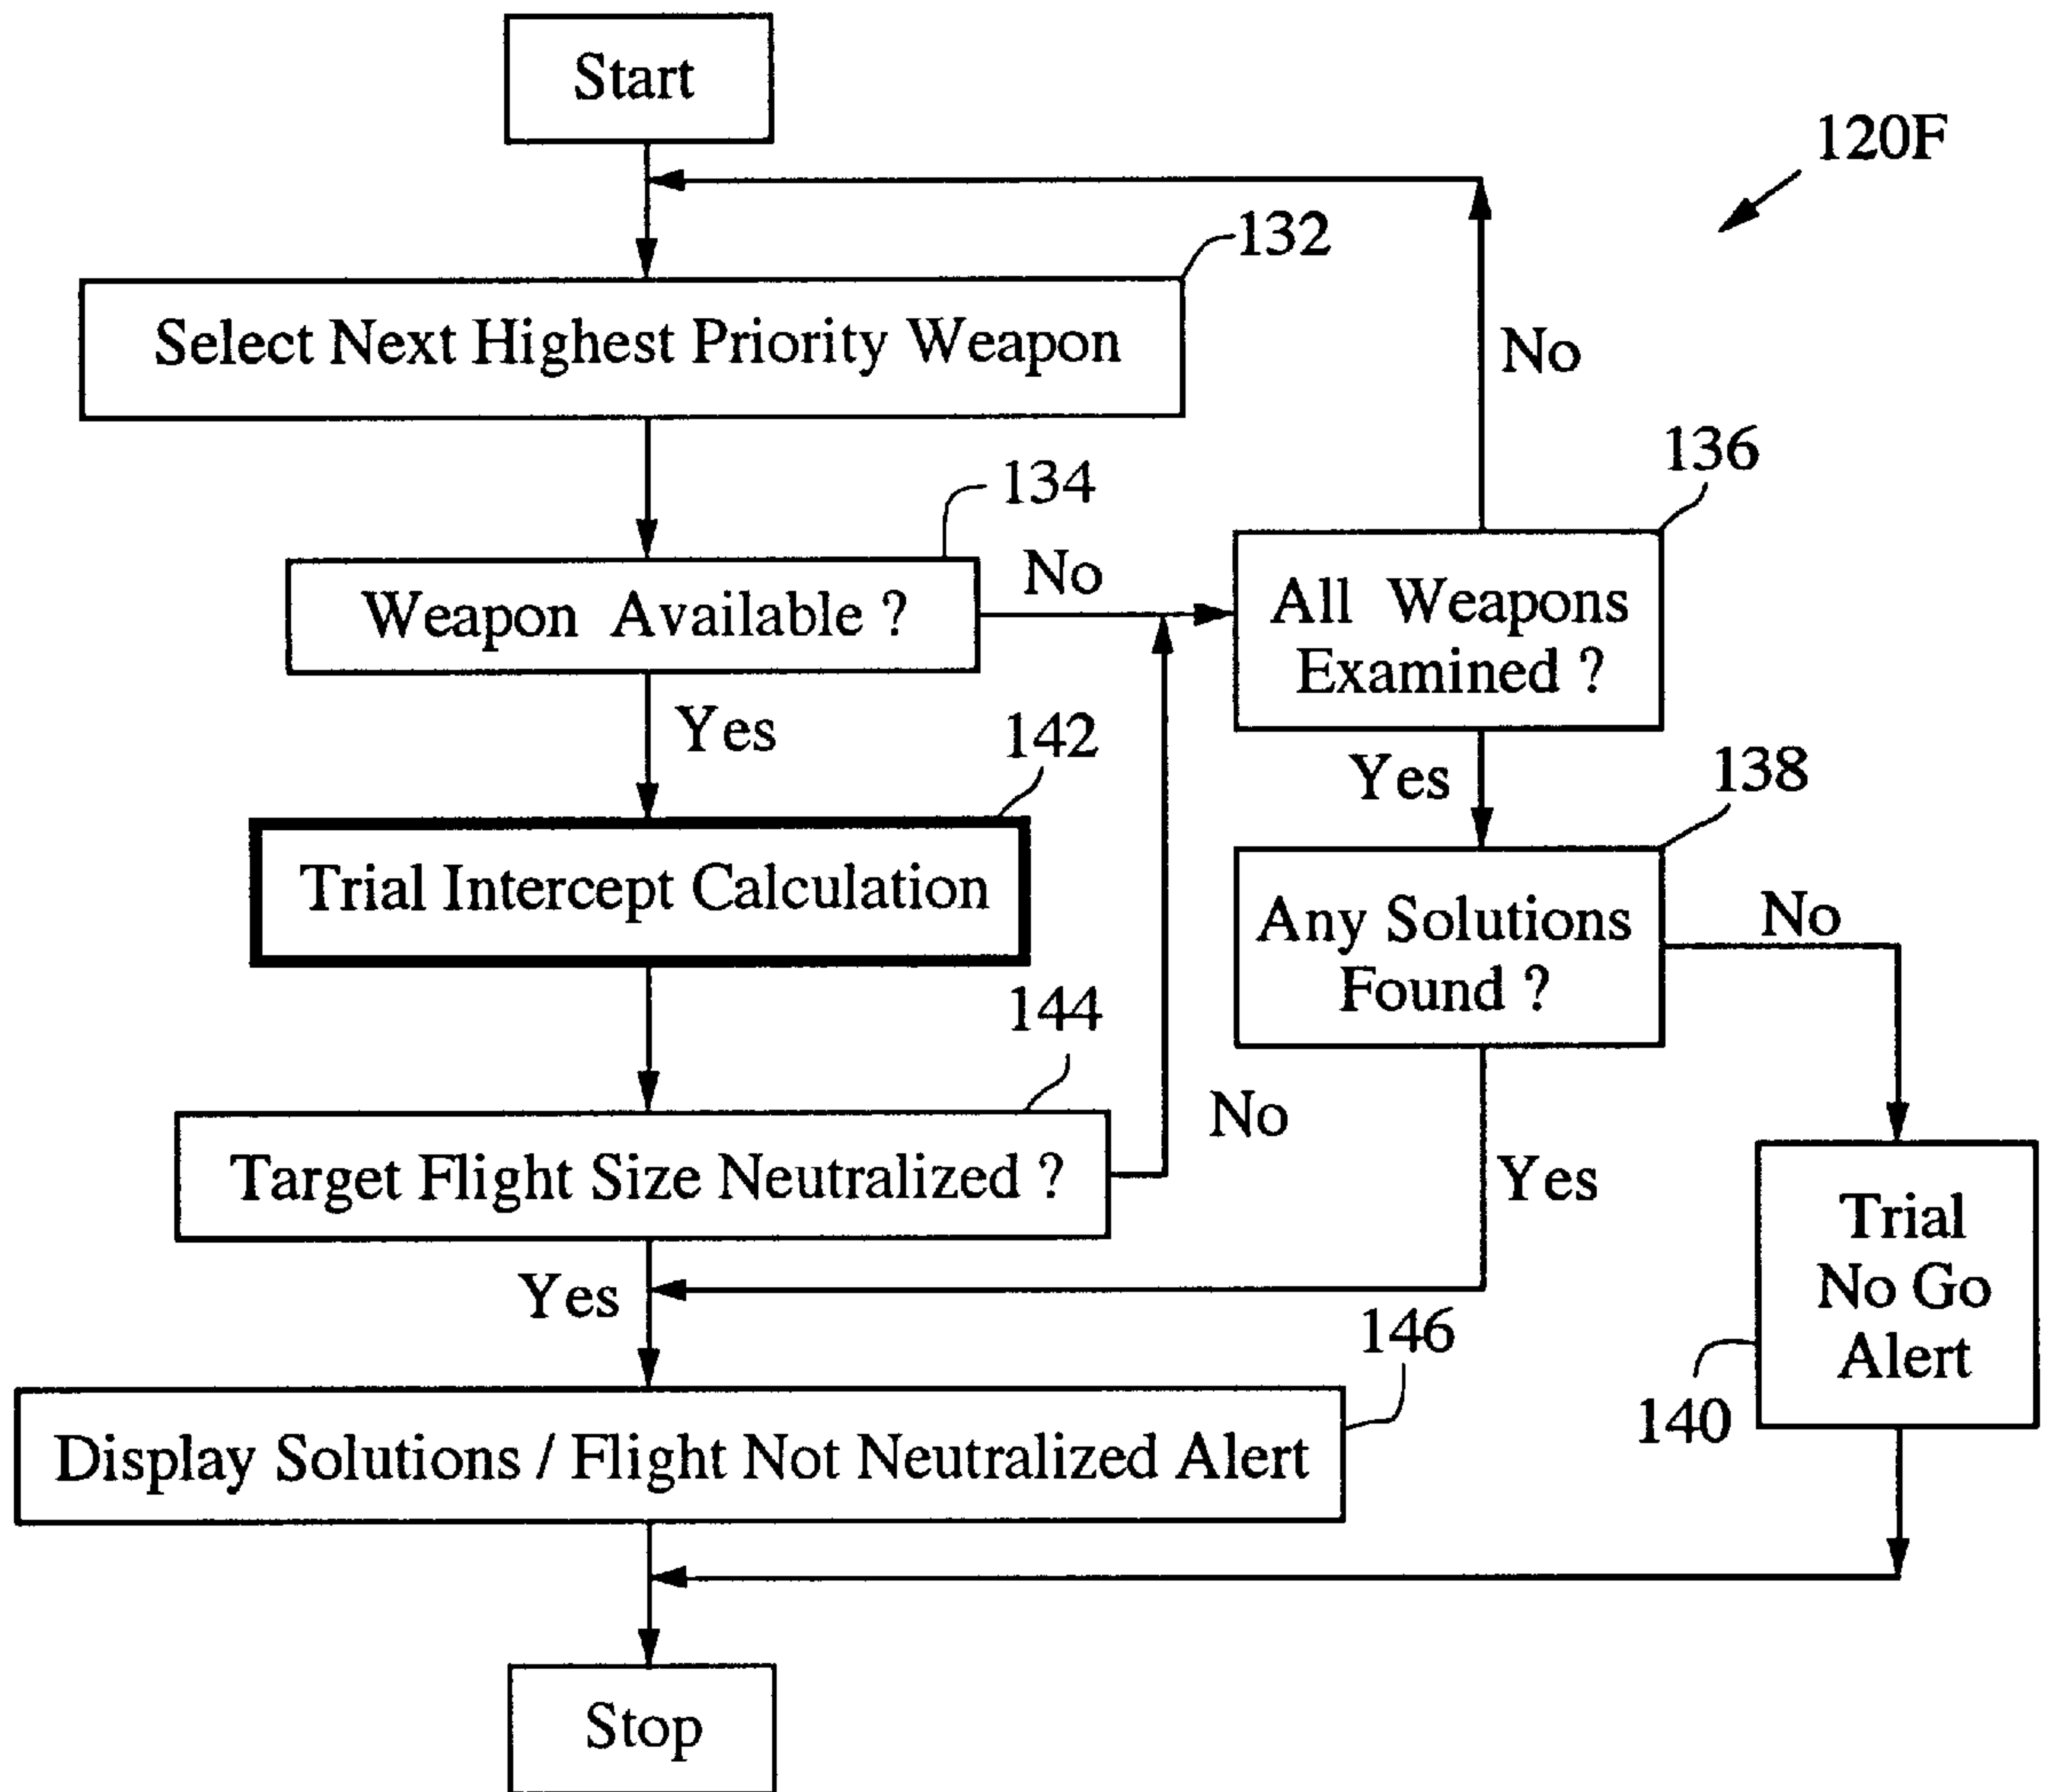 Start
120F
132
Select Next Highest Priority Weapon
No
134
136
Weapon Available ?
No
All Weapons
Examined ?
Yes
142
Yes
138
Trial Intercept Calculation
Any Solutions
Found ?
No
144
No
Target Flight Size Neutralized ?
Yes
Trial
No Go
Alert
Yes
146
140
Display Solutions / Flight Not Neutralized Alert
Stop